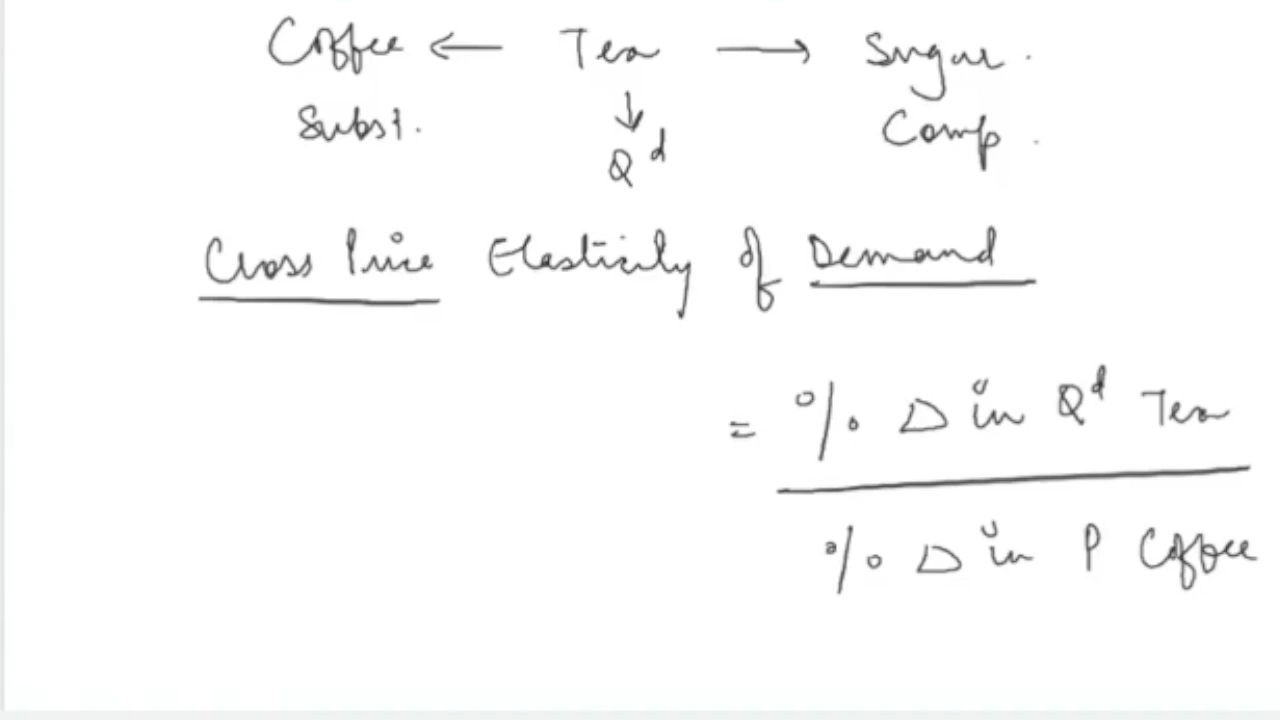 Coffee ← Tea → Sugar.
Subst. ↓ Comp.
Q^d
Cross Price Elasticity of Demand
= % Δ in Q^d Tea
% Δ in P Coffee